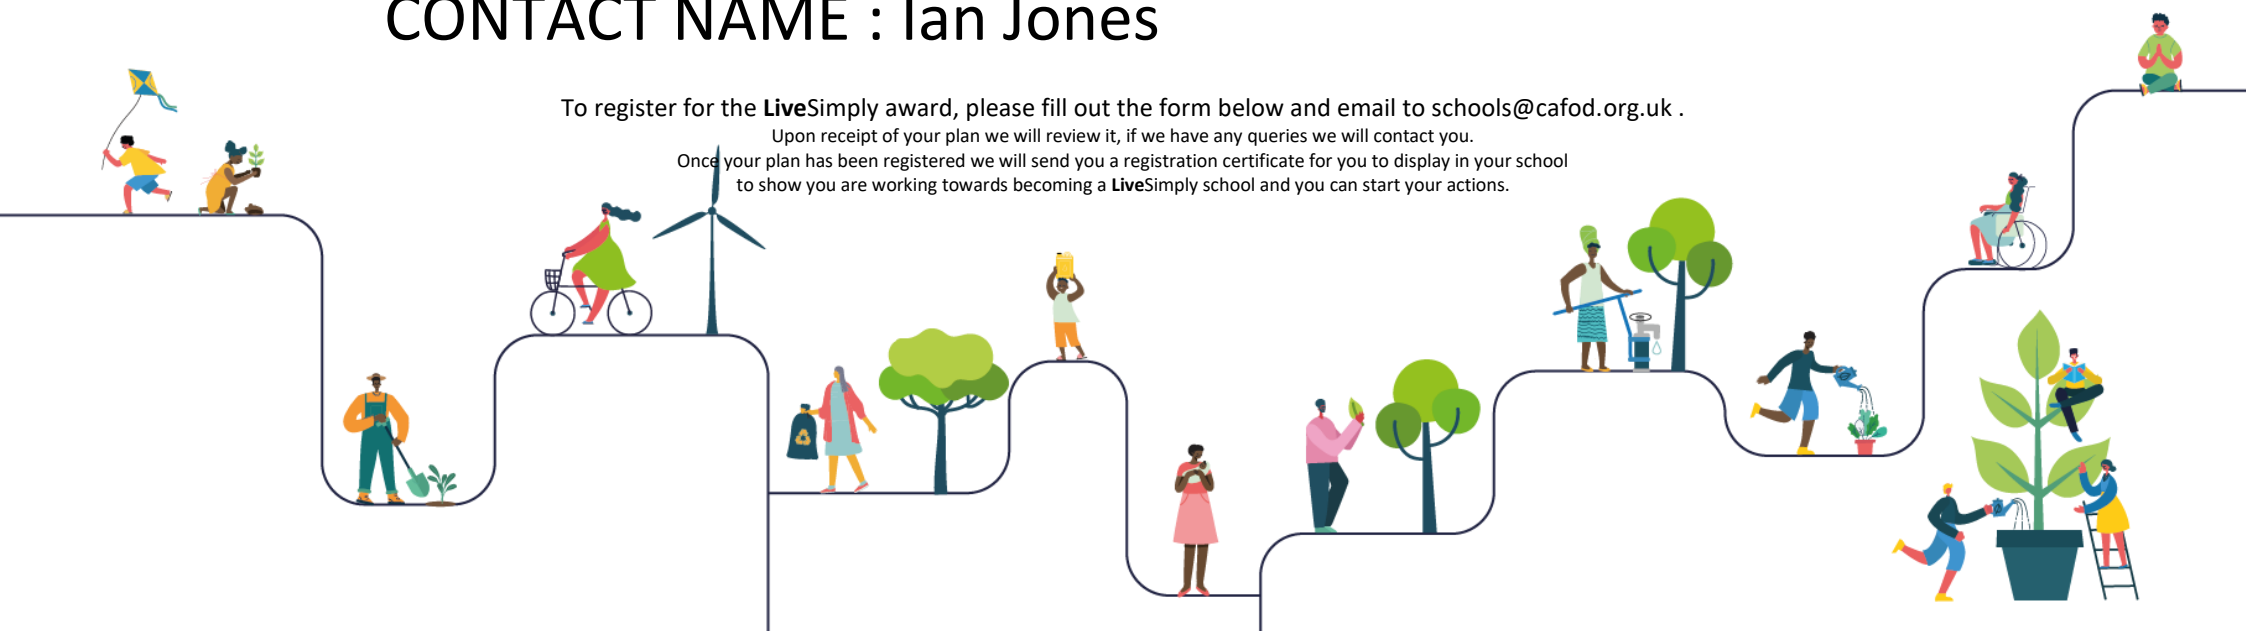 CONTACT NAME : Ian Jones
To register for the LiveSimply award, please fill out the form below and email to schools@cafod.org.uk .
Upon receipt of your plan we will review it, if we have any queries we will contact you.
Once your plan has been registered we will send you a registration certificate for you to display in your school
to show you are working towards becoming a LiveSimply school and you can start your actions.